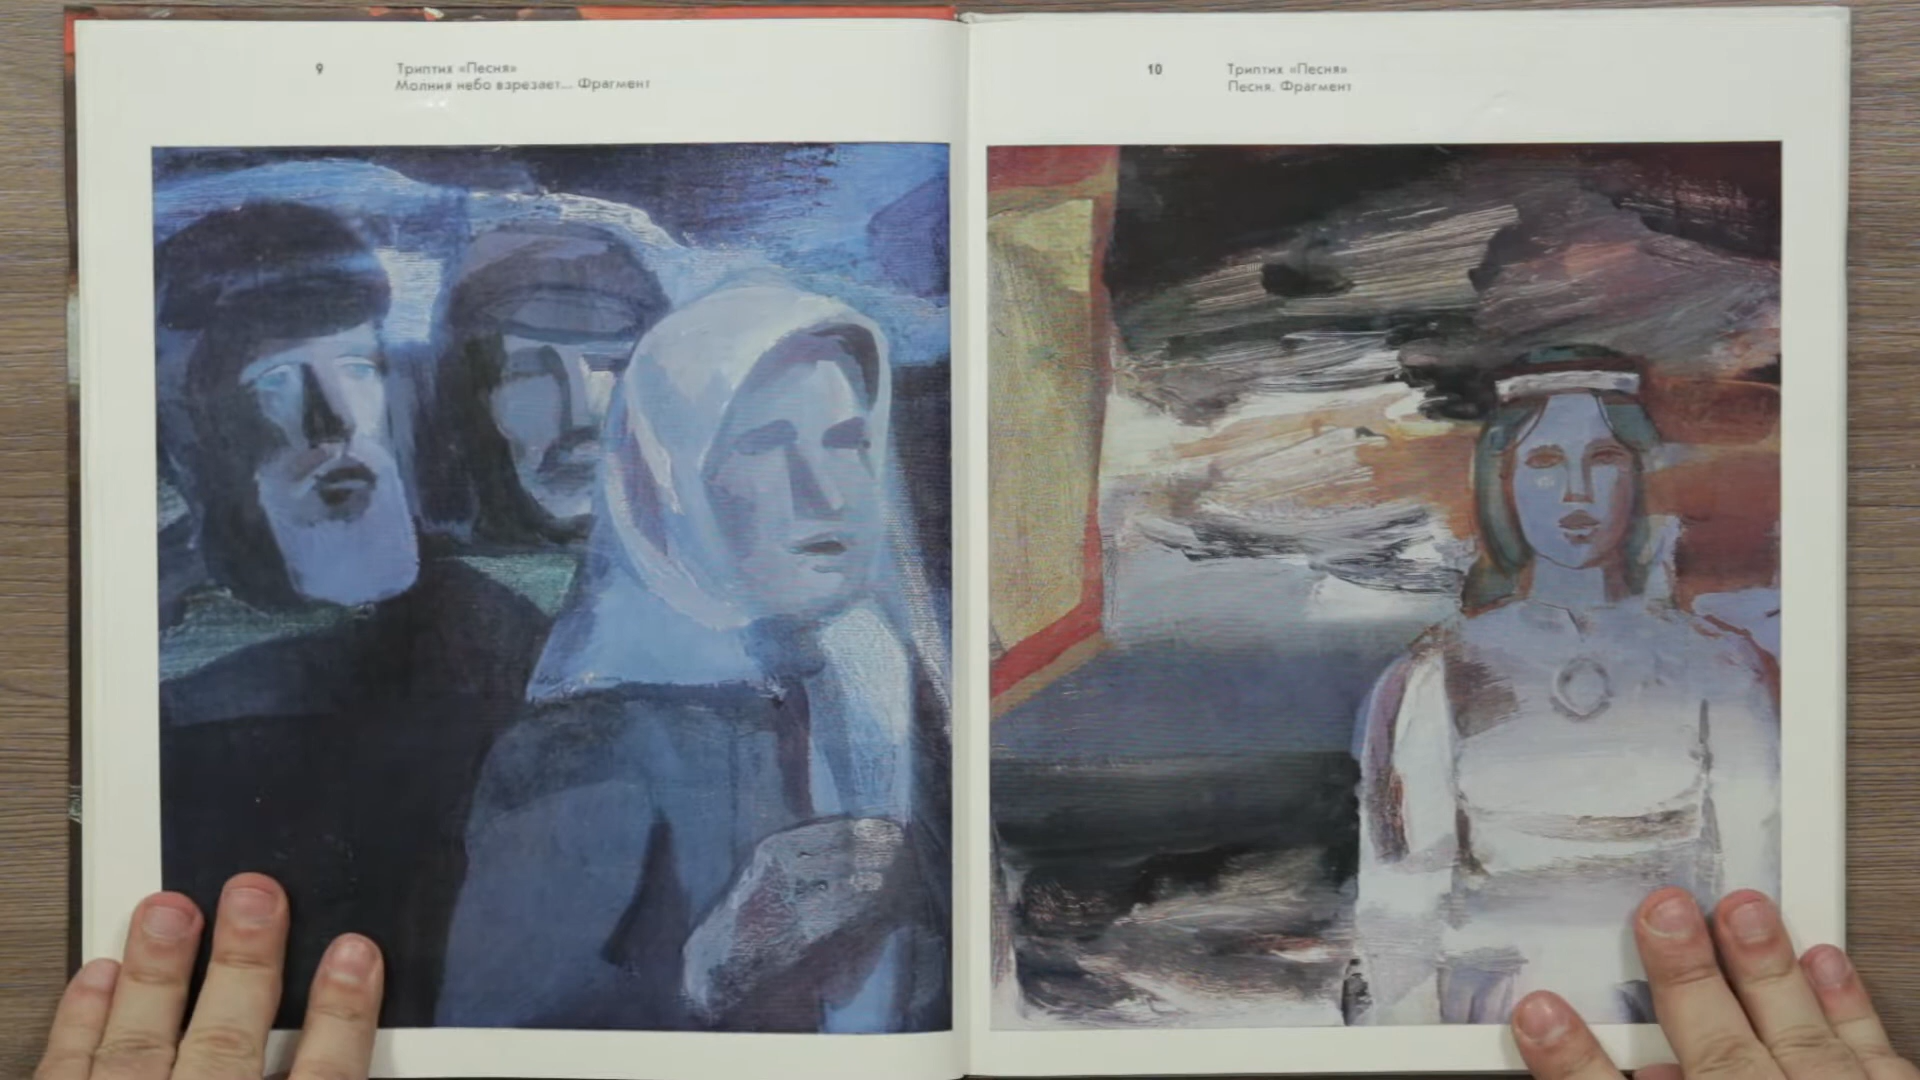 9
Триптих «Песня»
Молния небо взрезает... Фрагмент
10
Триптих «Песня»
Песня. Фрагмент